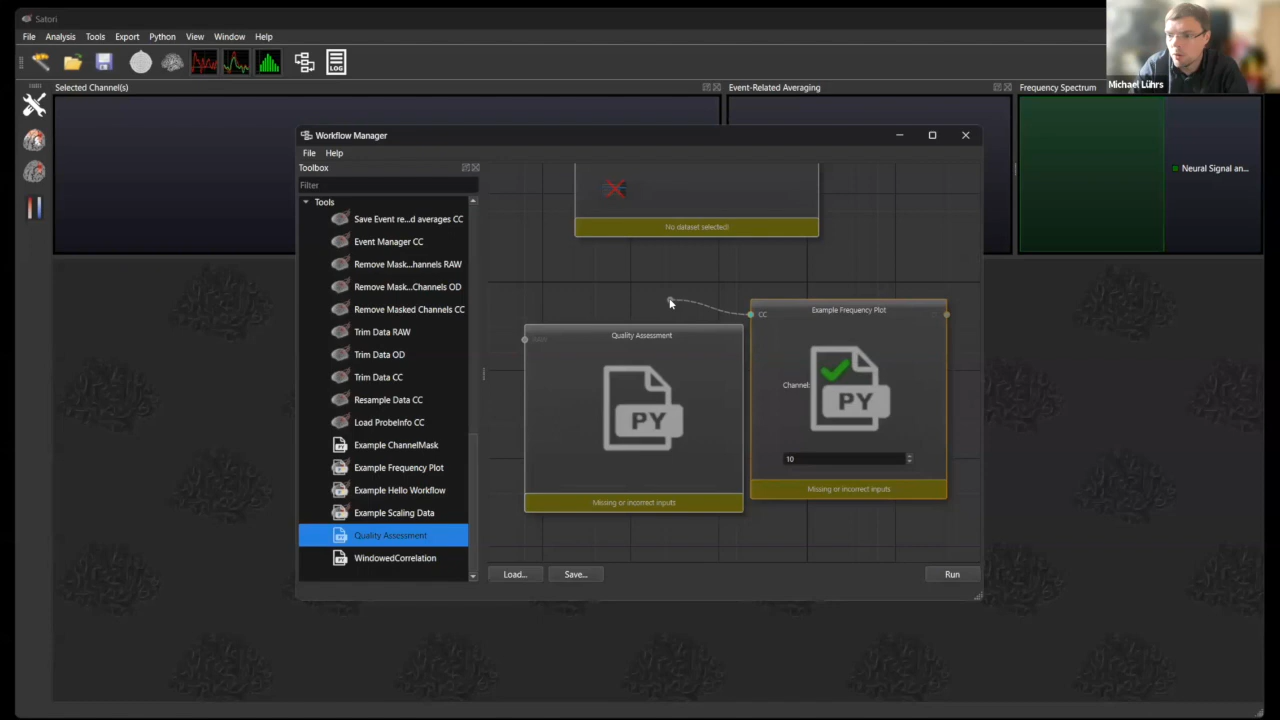 Satori
File Analysis Tools Export Python View Window Help
LOG
Michael Lührs
Selected Channel(s)
Event-Related Averaging
Frequency Spectrum
Neural Signal an...
Workflow Manager
File Help
Toolbox
Filter
Tools
Save Event re...d averages CC
Event Manager CC
Remove Mask...hannels RAW
Remove Mask...Channels OD
Remove Masked Channels CC
Trim Data RAW
Trim Data OD
Trim Data CC
Resample Data CC
Load ProbeInfo CC
Example ChannelMask
Example Frequency Plot
Example Hello Workflow
Example Scaling Data
Quality Assessment
WindowedCorrelation
No dataset selected!
Quality Assessment
PY
Missing or incorrect inputs
Example Frequency Plot
CC
Channel:
PY
10
Missing or incorrect inputs
Load...
Save...
Run